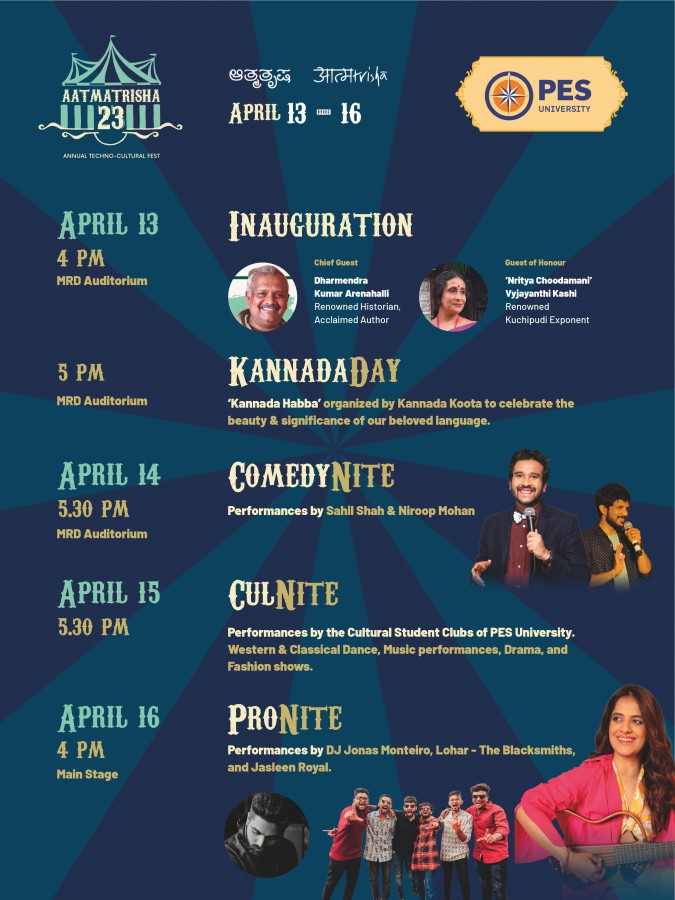 AATMATRISHA
23
ANNUAL TECHNO-CULTURAL FEST
ಆತ್ಮತೃಷ आत्मatrisha
APRIL 13 - 16
PES
UNIVERSITY
APRIL 13
4 PM
MRD Auditorium
INAUGURATION
Chief Guest
Dharmendra
Kumar Arenahalli
Renowned Historian,
Acclaimed Author
Guest of Honour
'Nritya Choodamani'
Vyjayanthi Kashi
Renowned
Kuchipudi Exponent
5 PM
MRD Auditorium
KANNADADAY
'Kannada Habba' organized by Kannada Koota to celebrate the
beauty & significance of our beloved language.
APRIL 14
5.30 PM
MRD Auditorium
COMEDYNITE
Performances by Sahil Shah & Niroop Mohan
APRIL 15
5.30 PM
CULNITE
Performances by the Cultural Student Clubs of PES University.
Western & Classical Dance, Music performances, Drama, and
Fashion shows.
APRIL 16
4 PM
Main Stage
PRONITE
Performances by DJ Jonas Monteiro, Lohar - The Blacksmiths,
and Jasleen Royal.